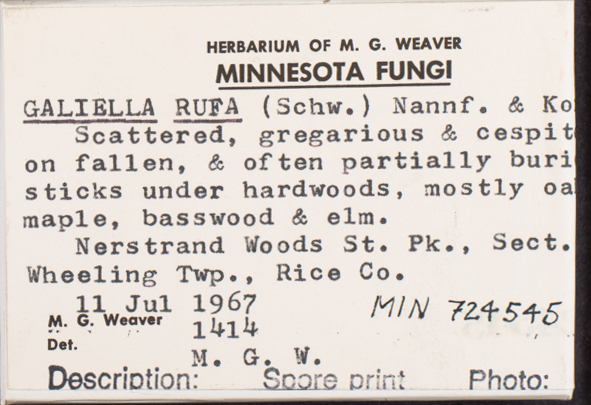 HERBARIUM OF M. G. WEAVER
MINNESOTA FUNGI
GALIELLA RUFA (Schw.) Nannf. & Ko
Scattered, gregarious & cespit
on fallen, & often partially buri
sticks under hardwoods, mostly oa
maple, basswood & elm.
Nerstrand Woods St. Pk., Sect.
Wheeling Twp., Rice Co.
11 Jul 1967
MIN 724545
M. G. Weaver
1414
Det.
M. G. W.
Description: Spore print Photo: